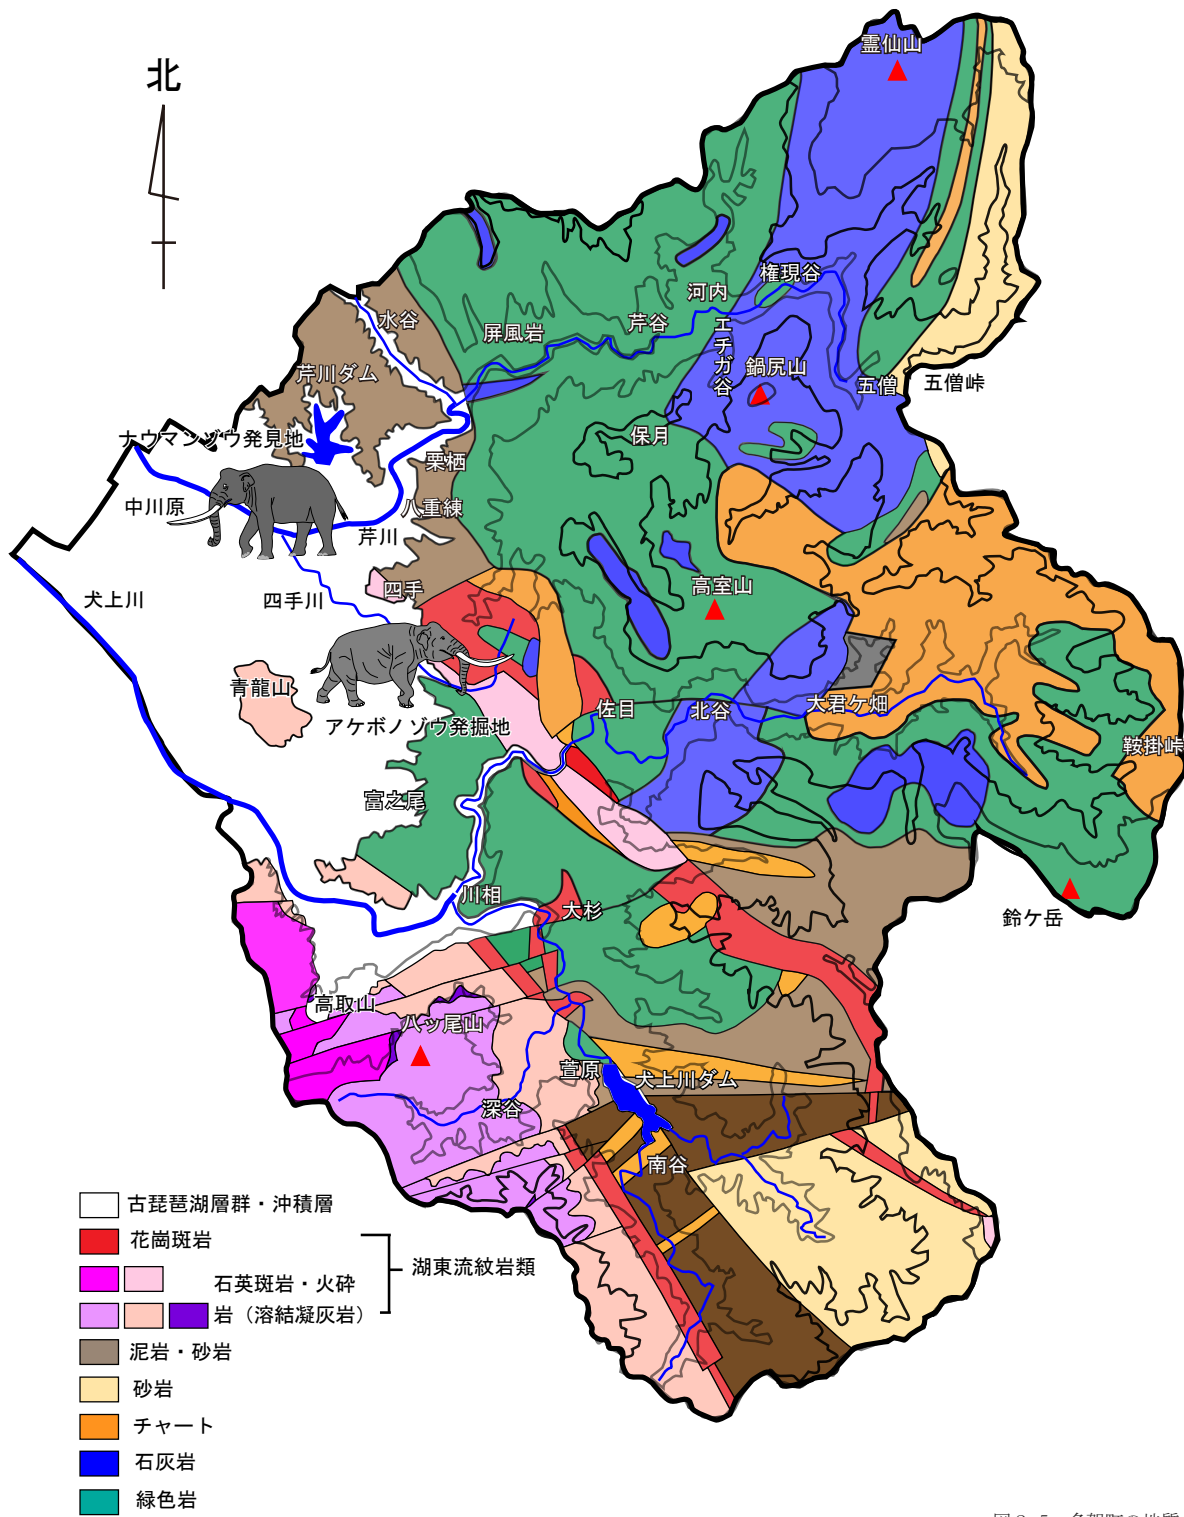 霊仙山
北
権現谷
河内
水谷
屏風岩
芹谷
エチガ谷
鍋尻山
芹川ダム
五僧
五僧峠
ナウマンゾウ発見地
保月
栗栖
中川原
八重練
芹川
高室山
四手
犬上川
四手川
青龍山
佐目
北谷
大君ケ畑
アケボノゾウ発掘地
鞍掛峠
富之尾
川相
大杉
鈴ケ岳
高取山
八ッ尾山
萱原
犬上川ダム
深谷
南谷
古琵琶湖層群・沖積層
花崗斑岩
湖東流紋岩類
石英斑岩・火砕
岩（溶結凝灰岩）
泥岩・砂岩
砂岩
チャート
石灰岩
緑色岩